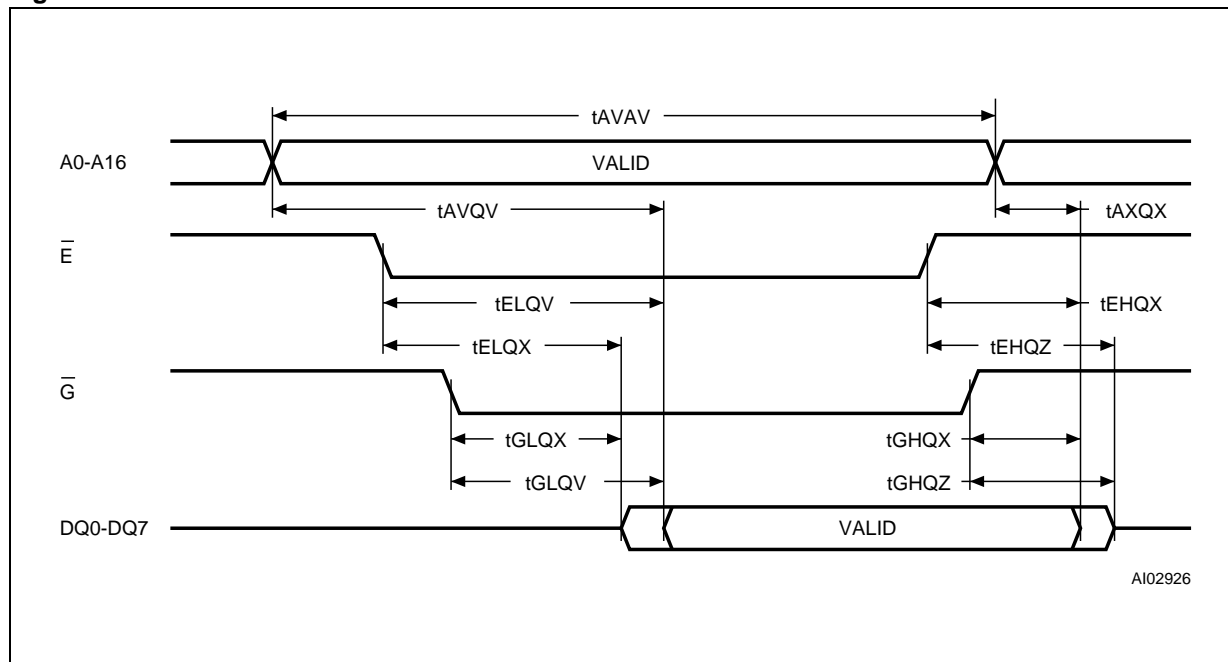 tAVAV
A0-A16
VALID
tAVQV
tAXQX
E
tELQV
tEHQX
tELQX
tEHQZ
G
tGLQX
tGHQX
tGLQV
tGHQZ
DQ0-DQ7
VALID
AI02926